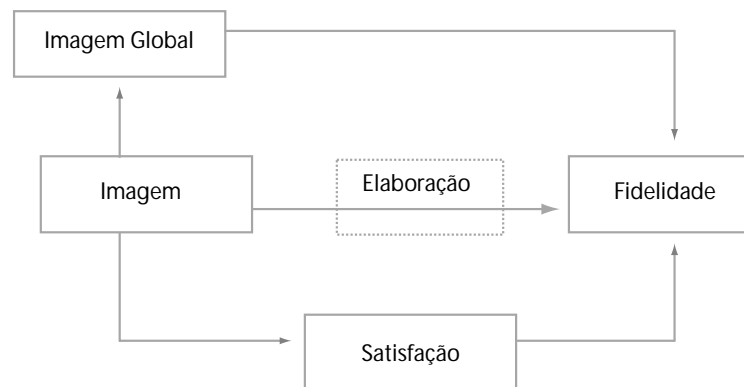 Imagem Global
Imagem
Elaboração
Fidelidade
Satisfação